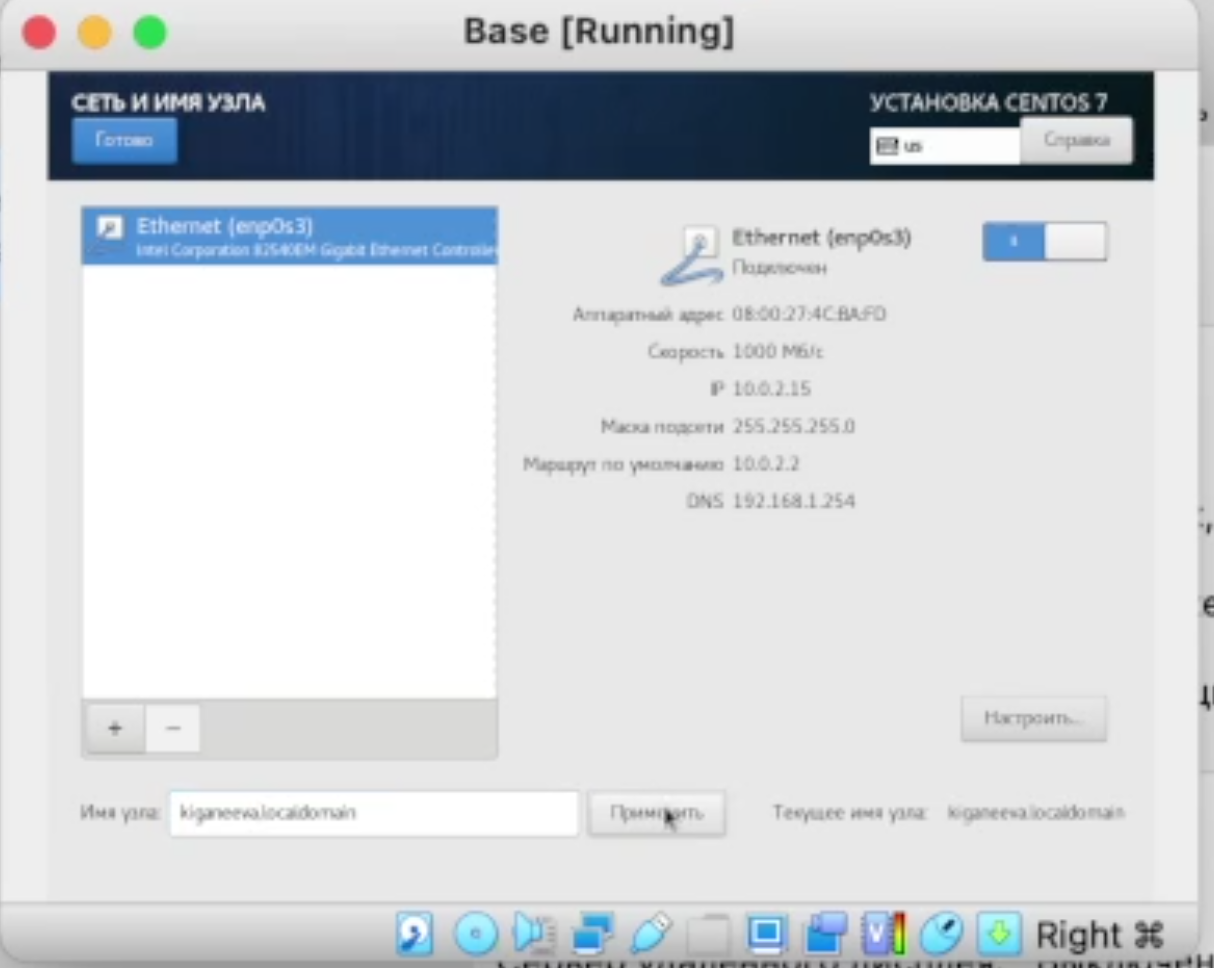 Base [Running]
СЕТЬ И ИМЯ УЗЛА
УСТАНОВКА CENTOS 7
Готово
us
Справка
Ethernet (enp0s3)
Intel Corporation 82540EM Gigabit Ethernet Controlle
Ethernet (enp0s3)
Подключен
Аппаратный адрес 08:00:27:4C:BA:FD
Скорость 1000 Мб/с
IP 10.0.2.15
Маска подсети 255.255.255.0
Маршрут по умолчанию 10.0.2.2
DNS 192.168.1.254
+ −
Настроить...
Имя узла: kiganeeva.localdomain Применить Текущее имя узла: kiganeeva.localdomain
Right ⌘